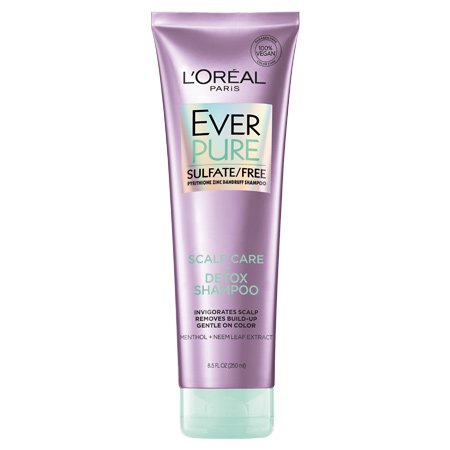 100%
VEGAN
L'ORÉAL
PARIS
EVER
PURE
SULFATE/FREE
PYRITHIONE ZINC DANDRUFF SHAMPOO
SCALP CARE
+
DETOX
SHAMPOO
INVIGORATES SCALP
REMOVES BUILD-UP
GENTLE ON COLOR
MENTHOL + NEEM LEAF EXTRACT
8.5 FL OZ (250 ml)